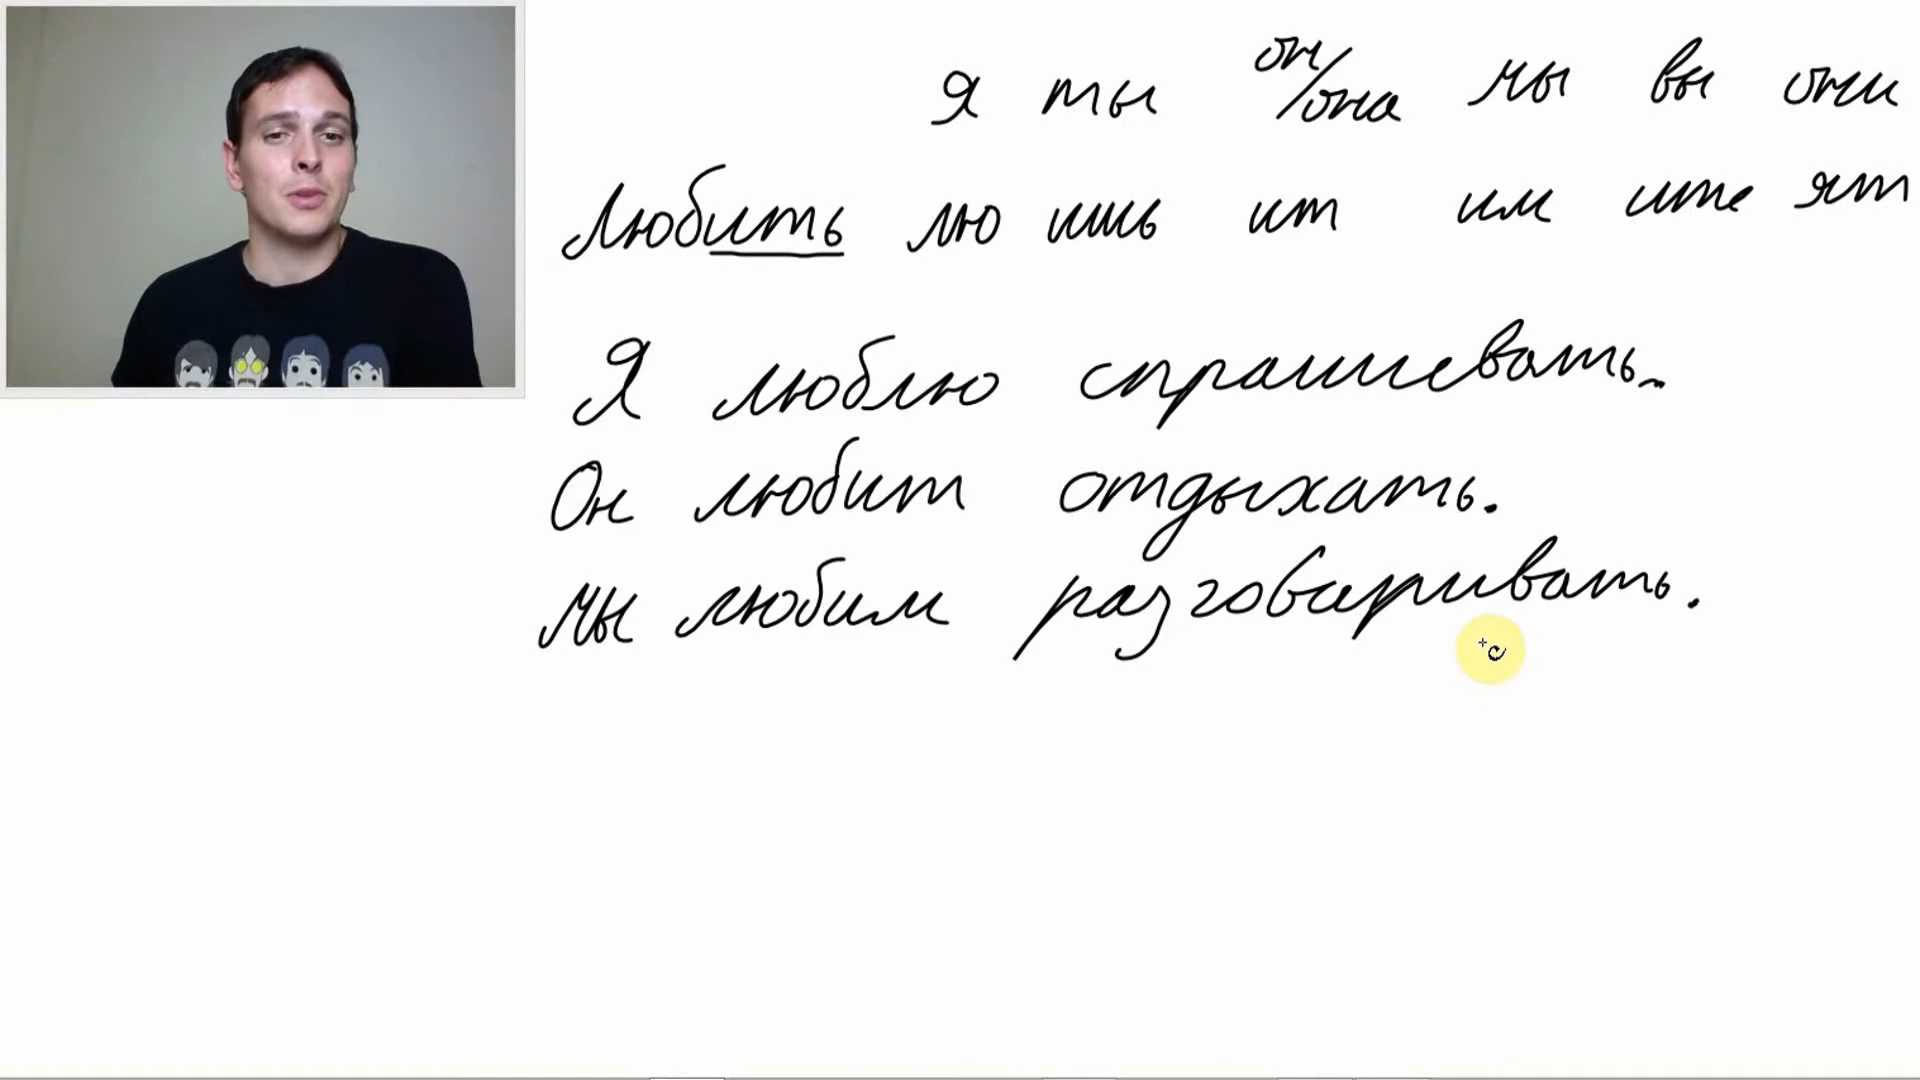 я ты он/она мы вы они
Любить лю ишь ит им ите ят
Я люблю спрашивать.
Он любит отдыхать.
мы любим разговаривать.